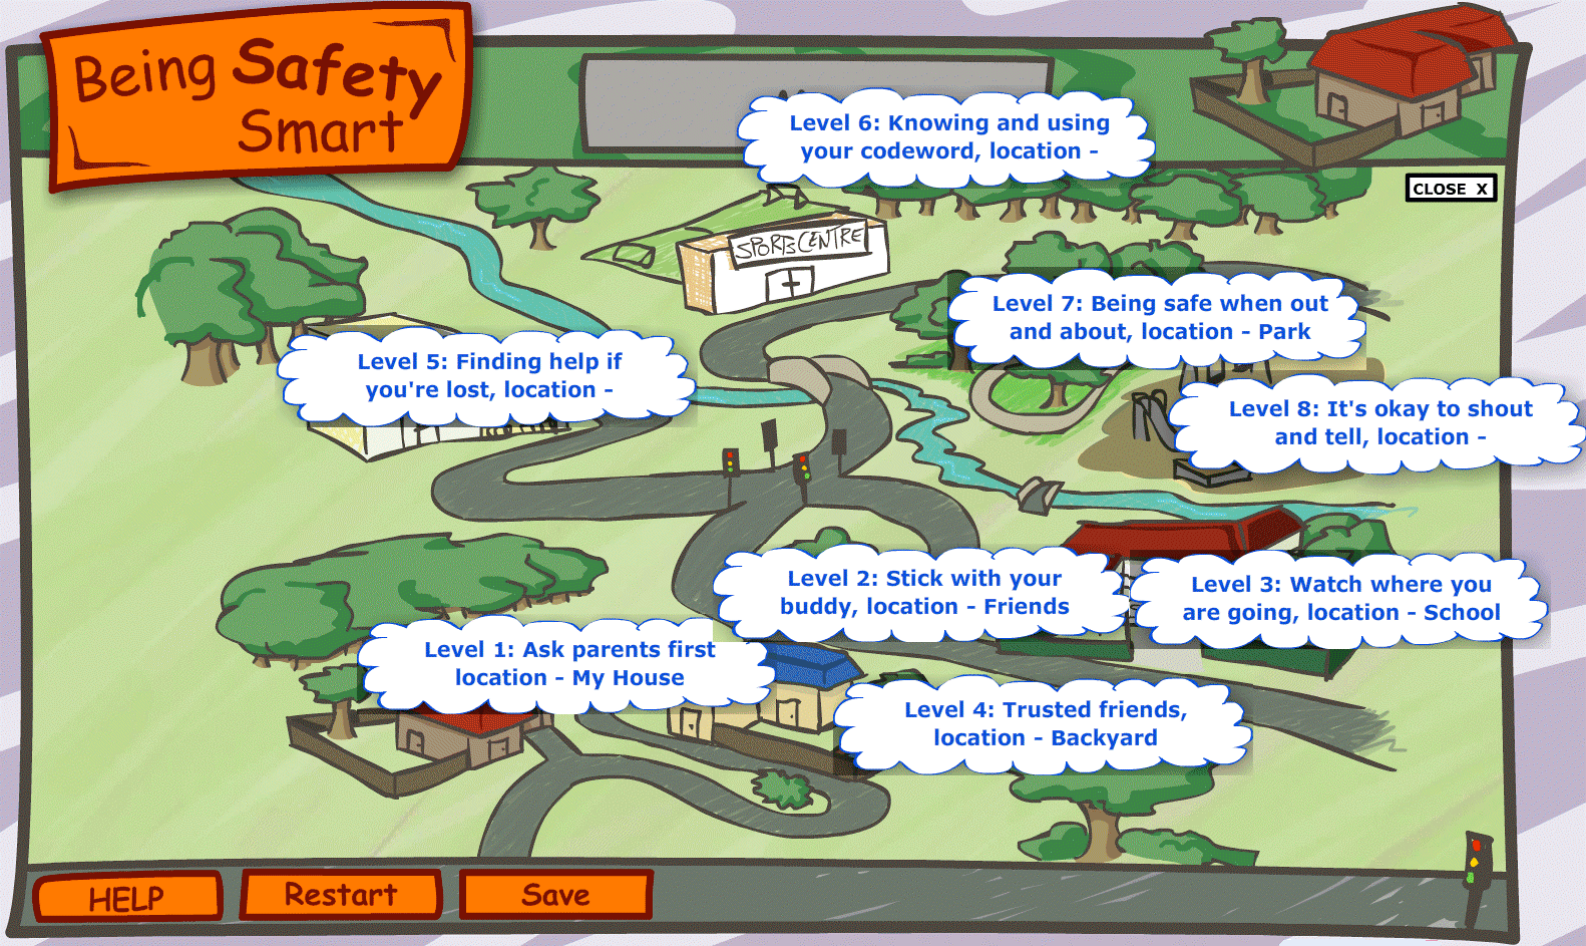 Being Safety
Smart
Level 6: Knowing and using
your codeword, location -
CLOSE X
SPORTS CENTRE
Level 7: Being safe when out
and about, location - Park
Level 5: Finding help if
you're lost, location -
Level 8: It's okay to shout
and tell, location -
Level 2: Stick with your
buddy, location - Friends
Level 3: Watch where you
are going, location - School
Level 1: Ask parents first
location - My House
Level 4: Trusted friends,
location - Backyard
HELP
Restart
Save